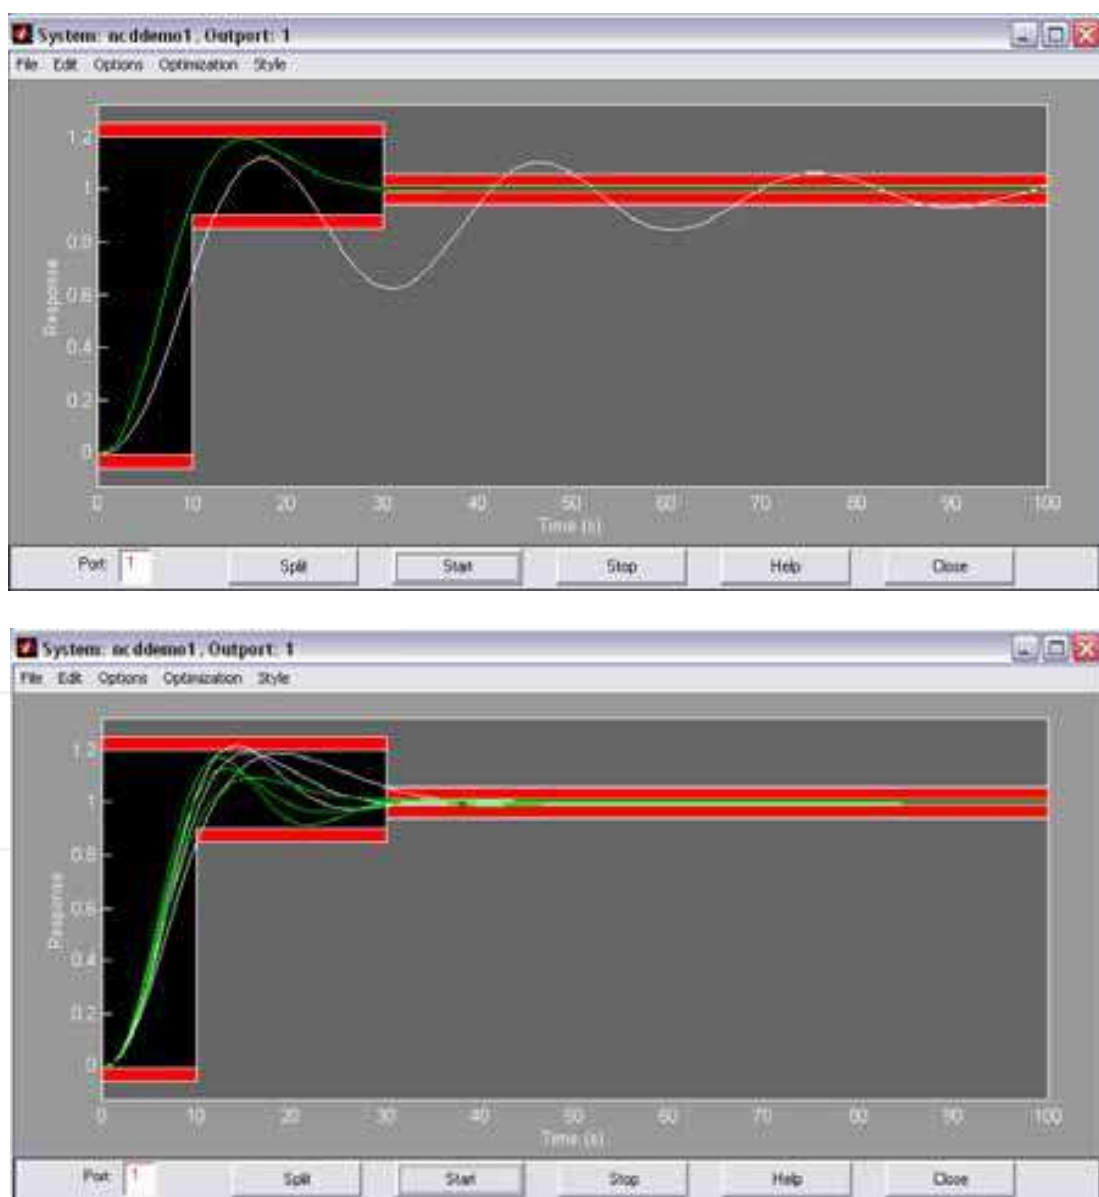 System: ncddemo1, Outport: 1
File Edit Options Optimization Style
1.2
1
0.8
0.6
0.4
0.2
0
Response
0 10 20 30 40 50 60 70 80 90 100
Time (s)
Port 1 Split Start Stop Help Close
System: ncddemo1, Outport: 1
File Edit Options Optimization Style
1.2
1
0.8
0.6
0.4
0.2
0
Response
0 10 20 30 40 50 60 70 80 90 100
Time (s)
Port 1 Split Start Stop Help Close